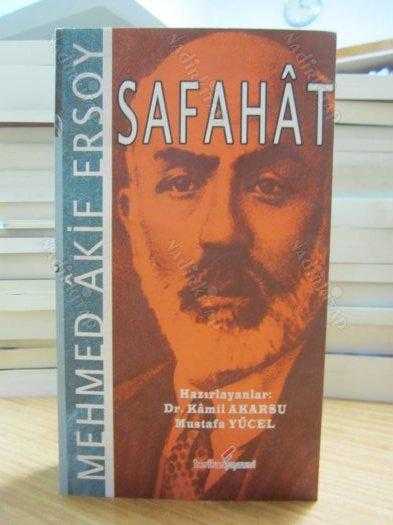 MEHMED ÂKİF ERSOY
SAFAHÂT
Hazırlayanlar:
Dr. Kâmil AKARSU
Mustafa YÜCEL